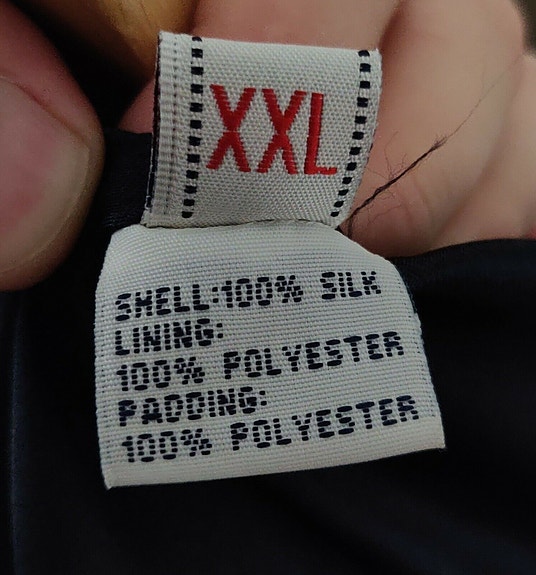 XXL
SHELL:100% SILK
LINING:
100% POLYESTER
PADDING:
100% POLYESTER